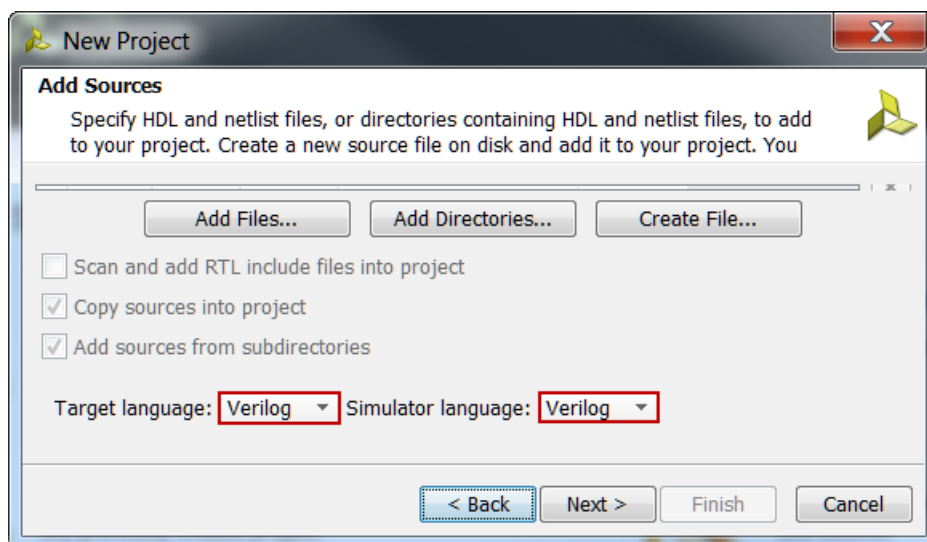 New Project
X
Add Sources
Specify HDL and netlist files, or directories containing HDL and netlist files, to add
to your project. Create a new source file on disk and add it to your project. You
Add Files... Add Directories... Create File...
Scan and add RTL include files into project
Copy sources into project
Add sources from subdirectories
Target language: Verilog Simulator language: Verilog
< Back Next > Finish Cancel